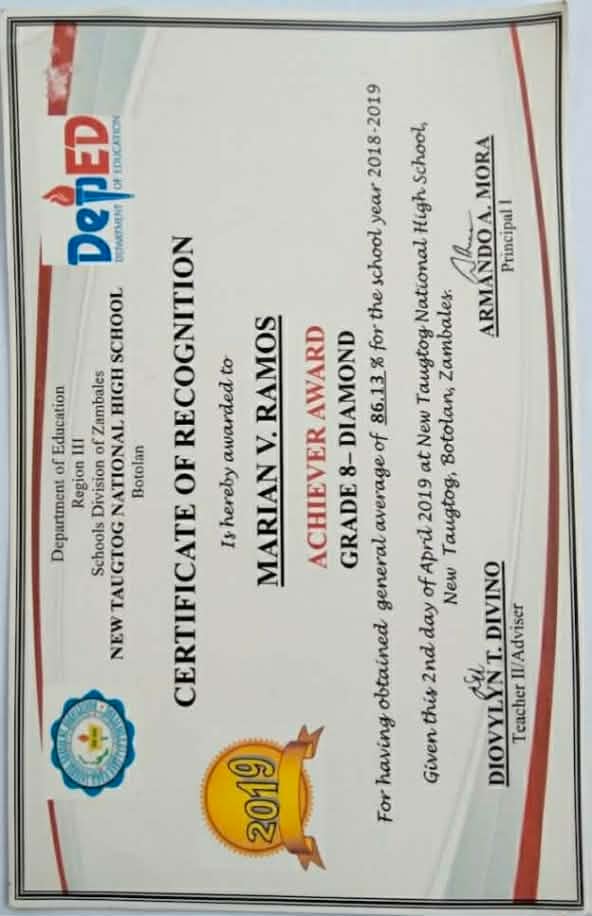 Department of Education
Region III
Schools Division of Zambales
NEW TAUGTOG NATIONAL HIGH SCHOOL
Botolan
DepED
DEPARTMENT OF EDUCATION
CERTIFICATE OF RECOGNITION
Is hereby awarded to
MARIAN V. RAMOS
ACHIEVER AWARD
GRADE 8– DIAMOND
2019
For having obtained general average of 86.13 % for the school year 2018-2019
Given this 2nd day of April 2019 at New Taugtog National High School,
New Taugtog, Botolan, Zambales.
DIOVYLYN T. DIVINO
Teacher II/Adviser
ARMANDO A. MORA
Principal I